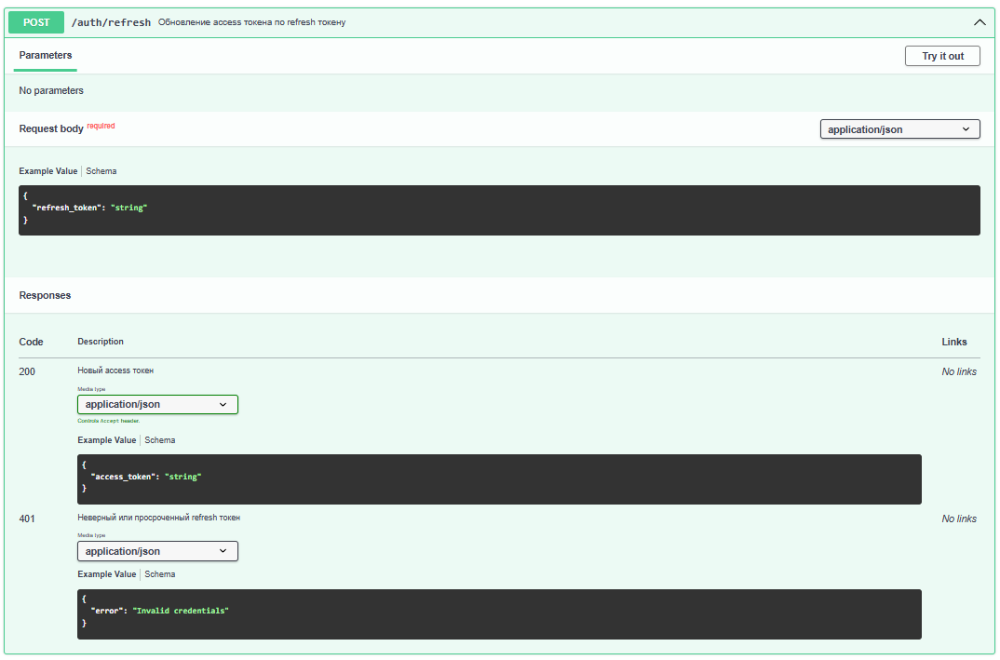 POST /auth/refresh Обновление access токена по refresh токену
Parameters Try it out
No parameters
Request body required application/json
Example Value Schema
{
"refresh_token": "string"
}
Responses
Code Description Links
200 Новый access токен No links
Media type
application/json
Controls Accept header.
Example Value Schema
{
"access_token": "string"
}
401 Неверный или просроченный refresh токен No links
Media type
application/json
Example Value Schema
{
"error": "Invalid credentials"
}